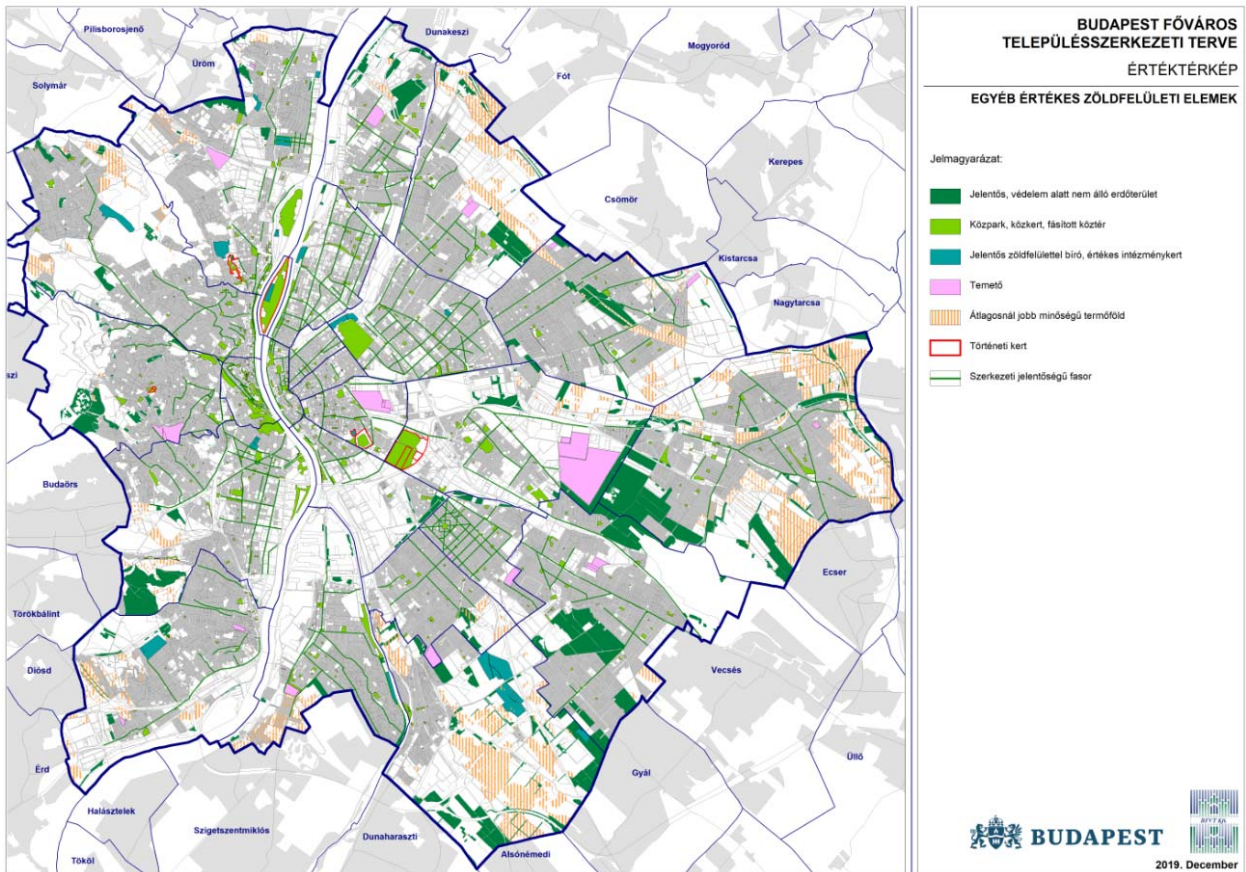 BUDAPEST FŐVÁROS
TELEPÜLÉSSZERKEZETI TERVE
ÉRTÉKTÉRKÉP
EGYÉB ÉRTÉKES ZÖLDFELÜLETI ELEMEK
Jelmagyarázat:
Jelentős, védelem alatt nem álló erdőterület
Közpark, közkert, fásított köztér
Jelentős zöldfelülettel bíró, értékes intézménykert
Temető
Átlagosnál jobb minőségű termőföld
Történeti kert
Szerkezeti jelentőségű fasor
Pilisborosjenő
Üröm
Solymár
Dunakeszi
Fót
Mogyoród
Kerepes
Csömör
Kistarcsa
Nagytarcsa
szi
Budaörs
Törökbálint
Diósd
Érd
Halásztelek
Tököl
Szigetszentmiklós
Dunaharaszti
Alsónémedi
Gyál
Vecsés
Üllő
Ecser
BUDAPEST
BFVT Kft.
2019. December